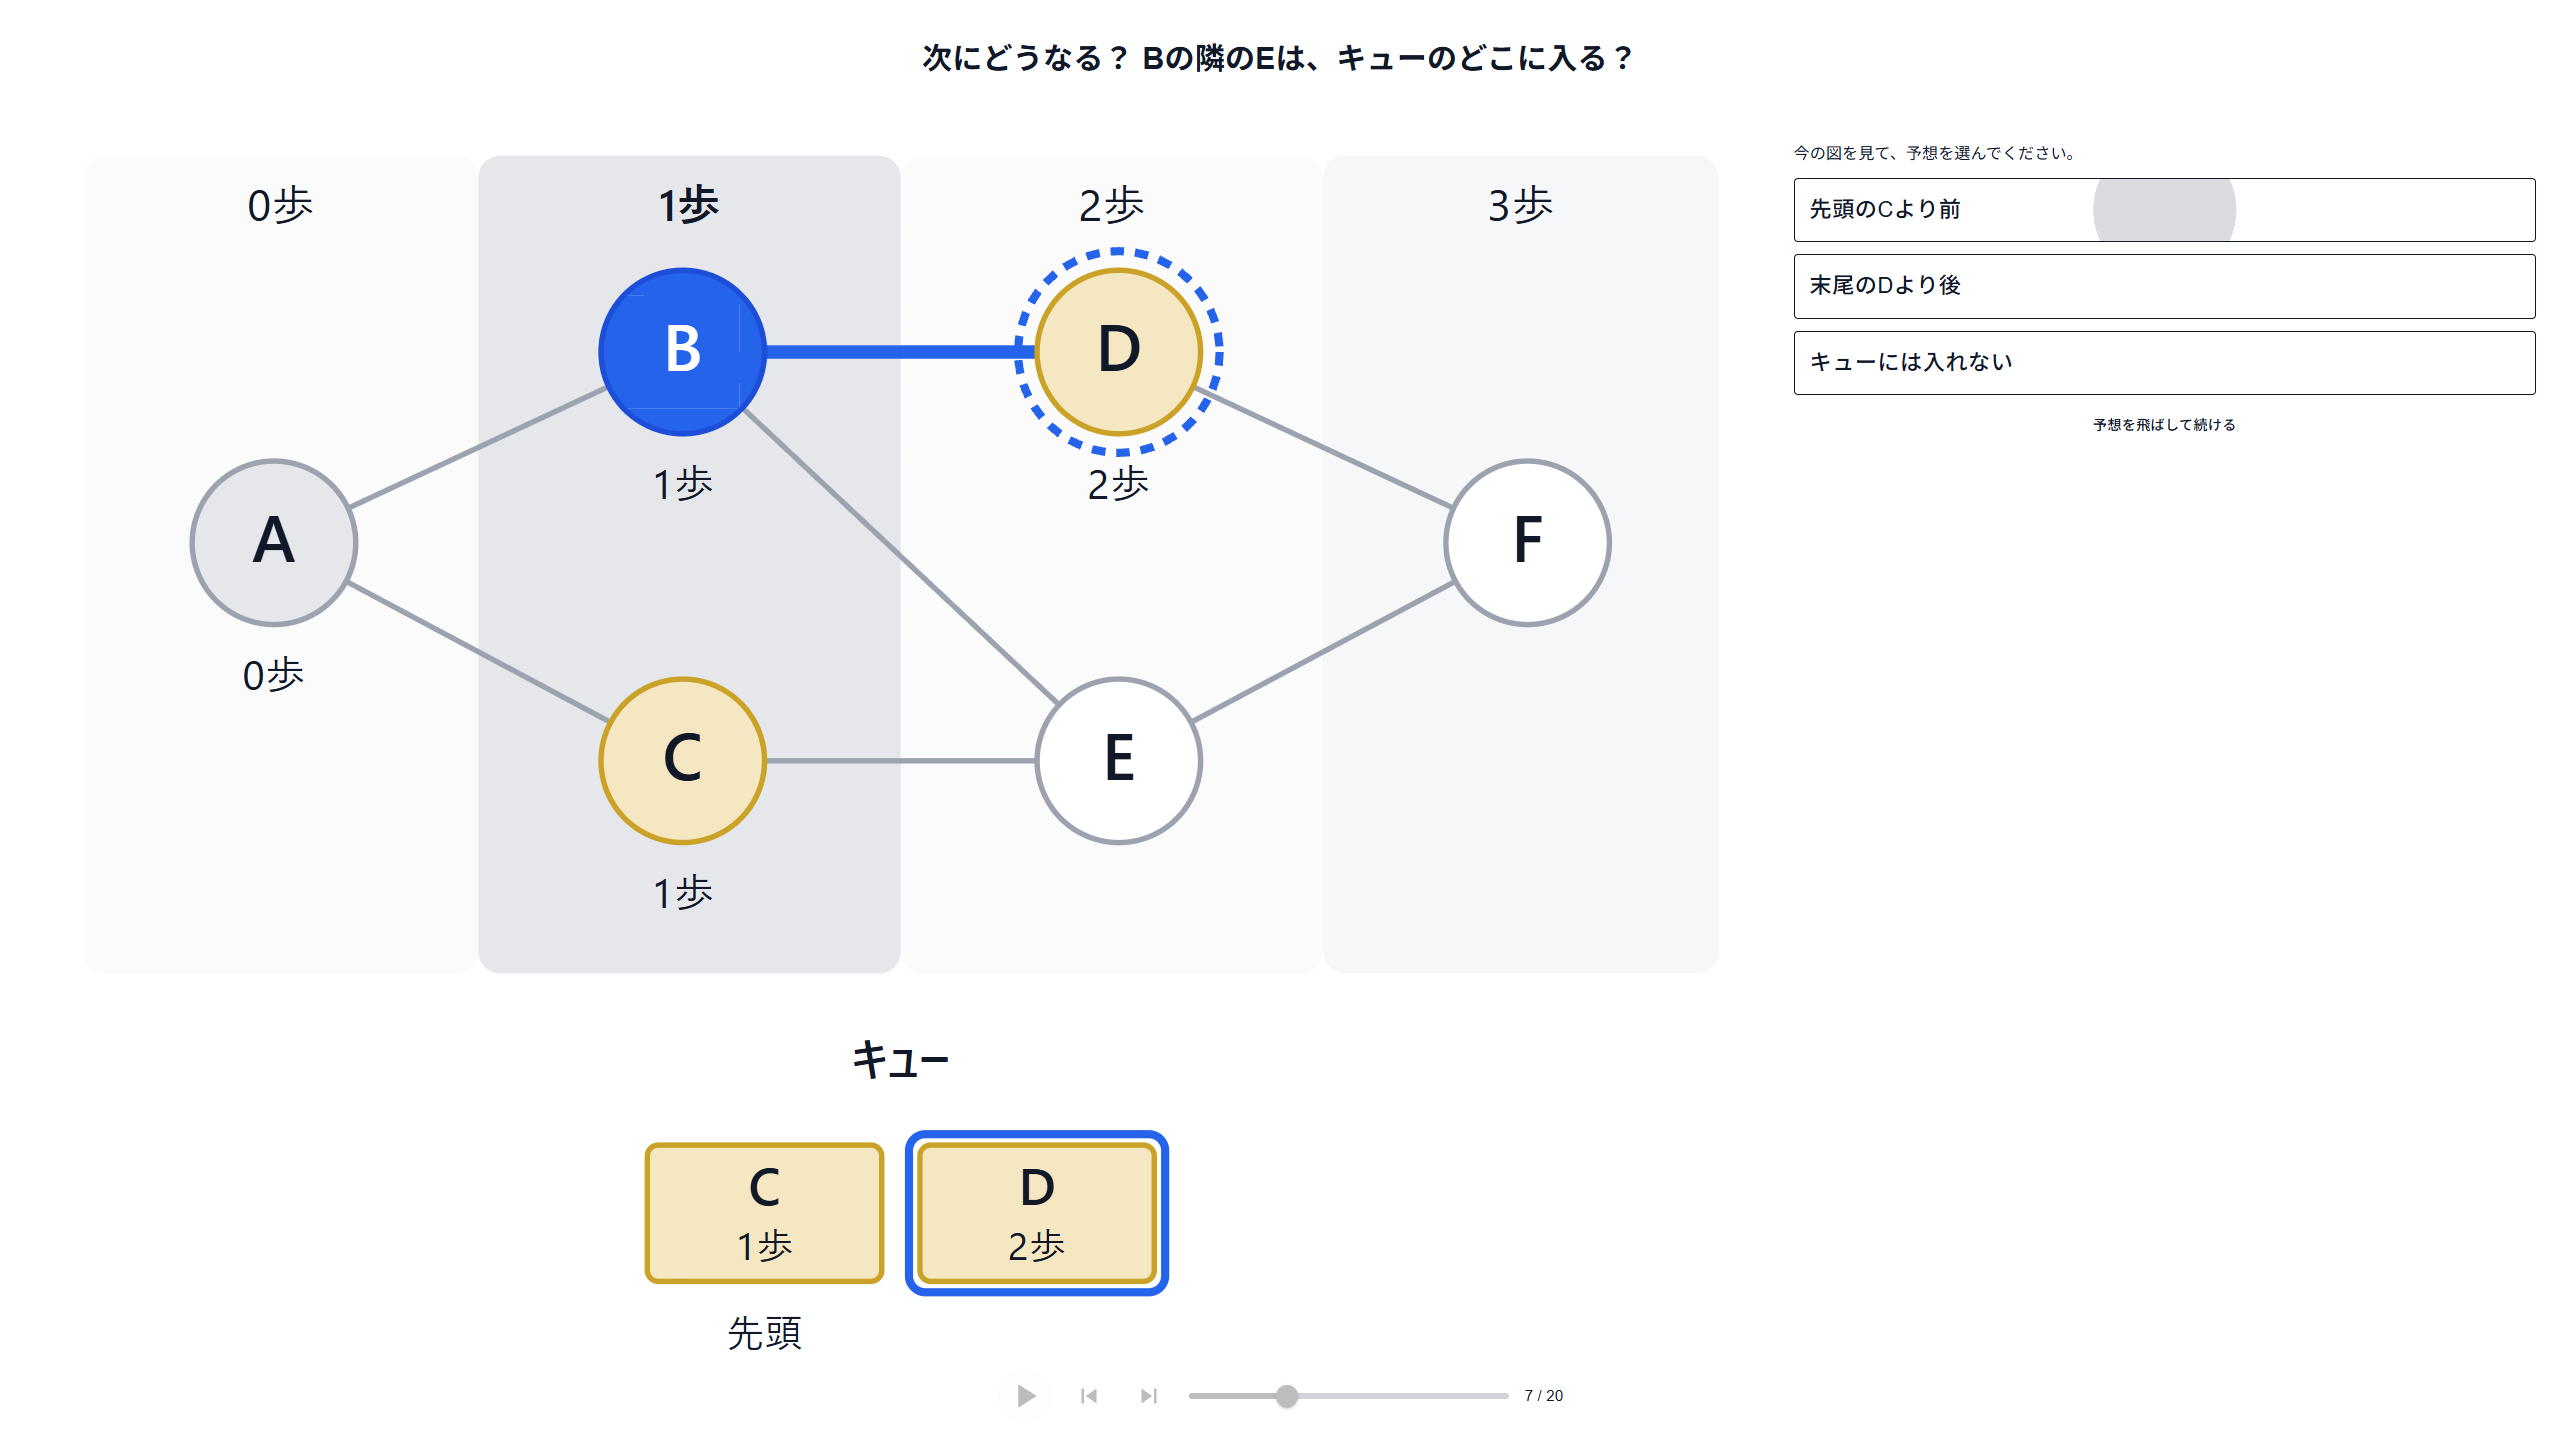 次にどうなる？ Bの隣のEは、キューのどこに入る？
今の図を見て、予想を選んでください。
先頭のCより前
末尾のDより後
キューには入れない
予想を飛ばして続ける
0歩
1歩
2歩
3歩
B
D
1歩
2歩
A
F
0歩
C
E
1歩
キュー
C
1歩
D
2歩
先頭
7 / 20